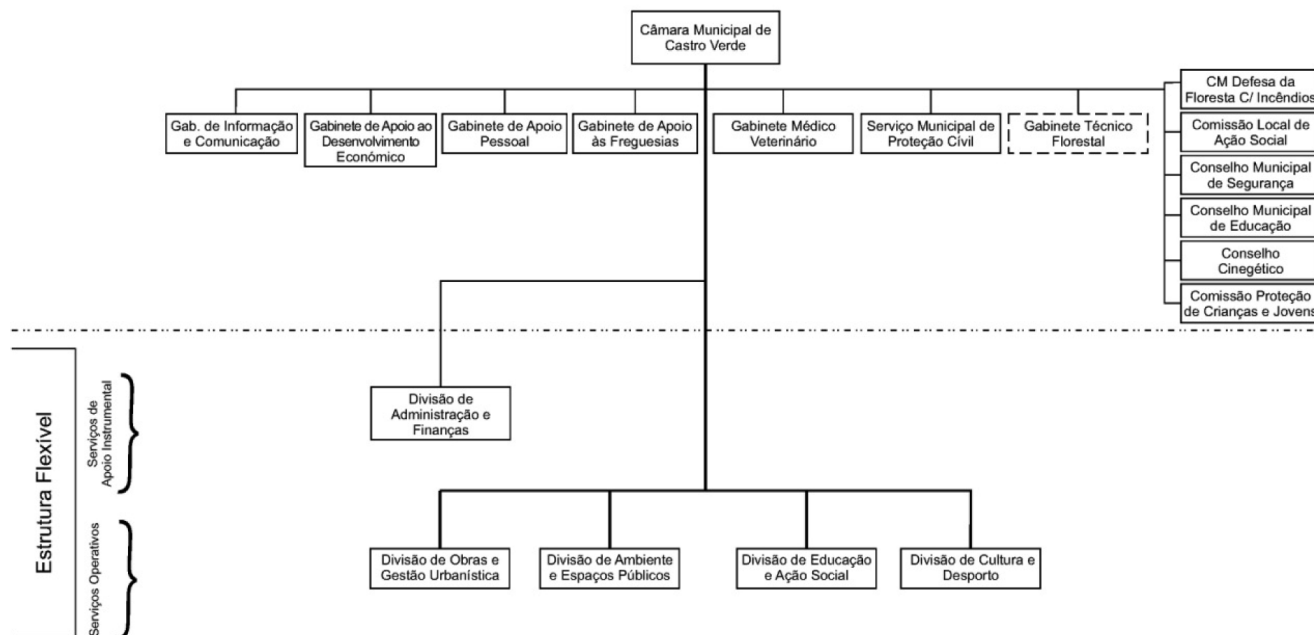 Câmara Municipal de
Castro Verde
CM Defesa da
Floresta C/ Incêndios
Comissão Local de
Ação Social
Conselho Municipal
de Segurança
Conselho Municipal
de Educação
Conselho
Cinegético
Comissão Proteção
de Crianças e Jovens
Gab. de Informação
e Comunicação
Gabinete de Apoio ao
Desenvolvimento
Económico
Gabinete de Apoio
Pessoal
Gabinete de Apoio
às Freguesias
Gabinete Médico
Veterinário
Serviço Municipal de
Proteção Cívil
Gabinete Técnico
Florestal
Estrutura Flexível
Serviços de
Apoio Instrumental
Divisão de
Administração e
Finanças
Serviços Operativos
Divisão de Obras e
Gestão Urbanística
Divisão de Ambiente
e Espaços Públicos
Divisão de Educação
e Ação Social
Divisão de Cultura e
Desporto